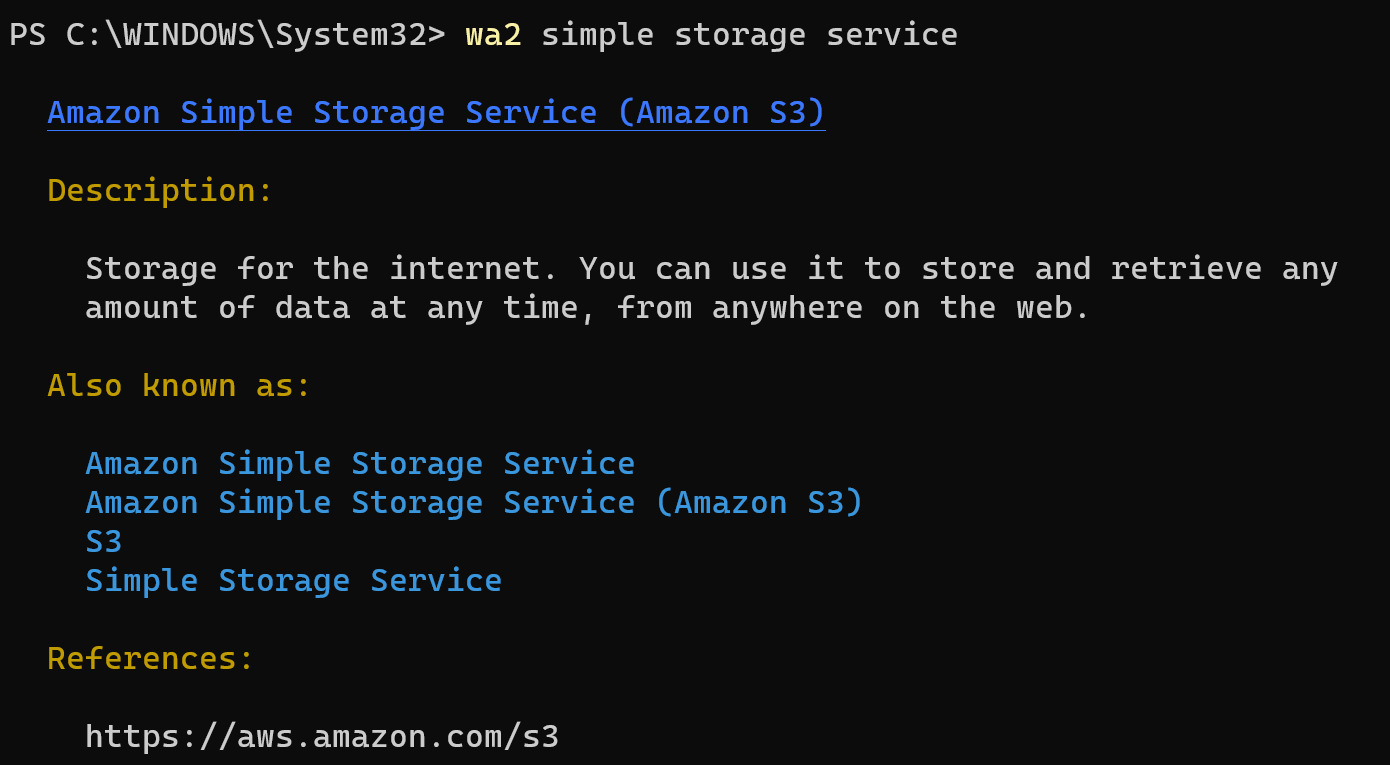 PS C:\WINDOWS\System32> wa2 simple storage service
Amazon Simple Storage Service (Amazon S3)
Description:
Storage for the internet. You can use it to store and retrieve any
amount of data at any time, from anywhere on the web.
Also known as:
Amazon Simple Storage Service
Amazon Simple Storage Service (Amazon S3)
S3
Simple Storage Service
References:
https://aws.amazon.com/s3